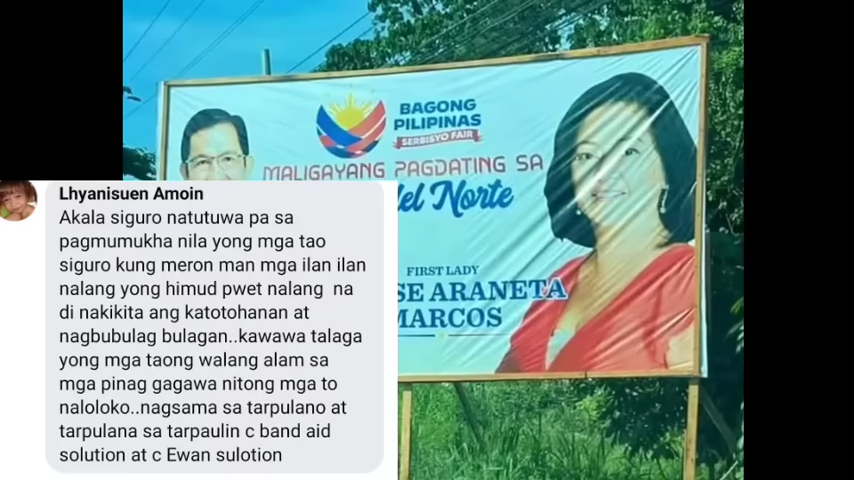 BAGONG
PILIPINAS
SERBISYO FAIR
MALIGAYANG PAGDATING SA
del Norte
FIRST LADY
SE ARANETA
MARCOS
Lhyanisuen Amoin
Akala siguro natutuwa pa sa
pagmumukha nila yong mga tao
siguro kung meron man mga ilan ilan
nalang yong himud pwet nalang na
di nakikita ang katotohanan at
nagbubulag bulagan..kawawa talaga
yong mga taong walang alam sa
mga pinag gagawa nitong mga to
naloloko..nagsama sa tarpulano at
tarpulana sa tarpaulin c band aid
solution at c Ewan sulotion